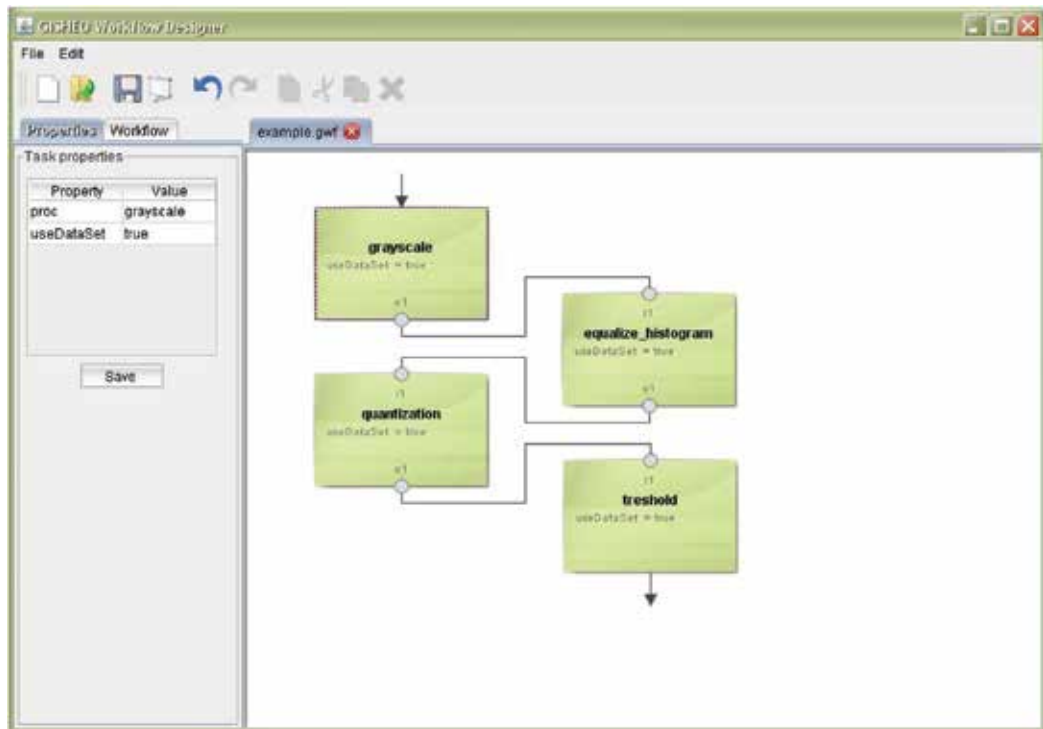 GISHEO Workflow Designer
File Edit
Properties Workflow
example.gwf
Task properties
Property Value
proc grayscale
useDataSet true
Save
grayscale
useDataSet = true
o1
i1
equalize_histogram
useDataSet = true
o1
i1
quantization
useDataSet = true
o1
i1
treshold
useDataSet = true